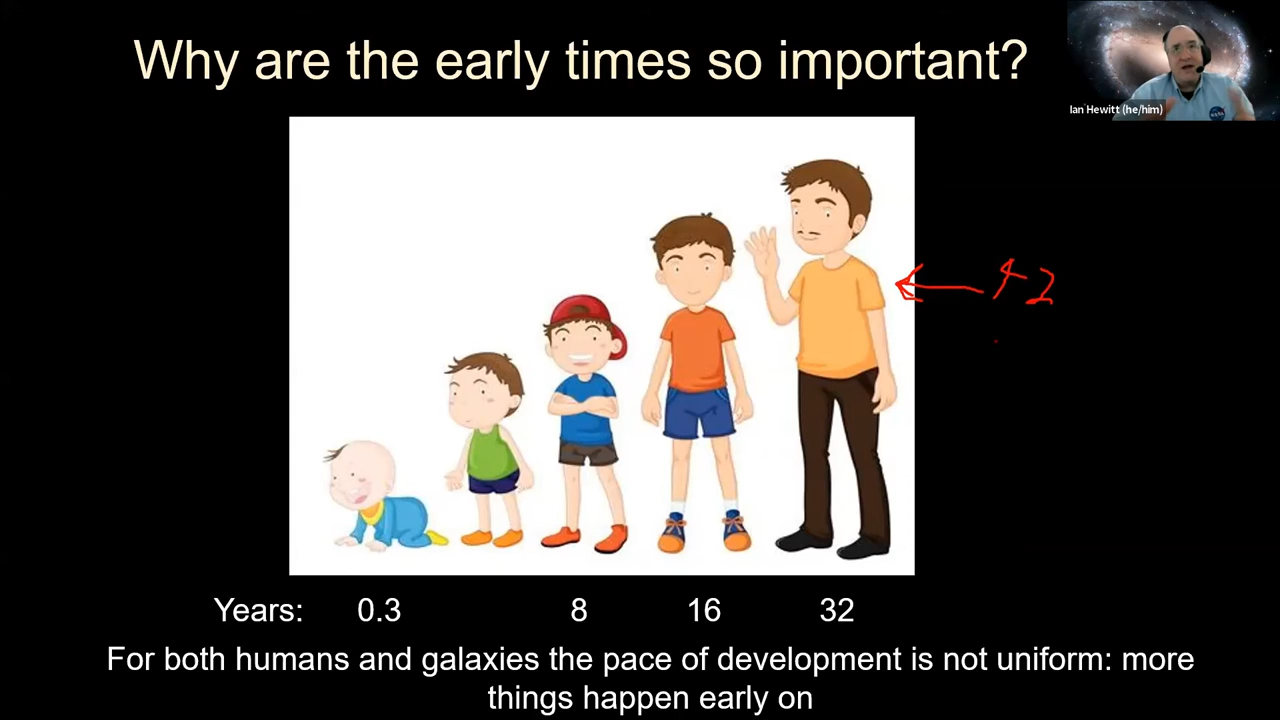 Why are the early times so important?
Ian Hewitt (he/him)
42
Years: 0.3 8 16 32
For both humans and galaxies the pace of development is not uniform: more
things happen early on